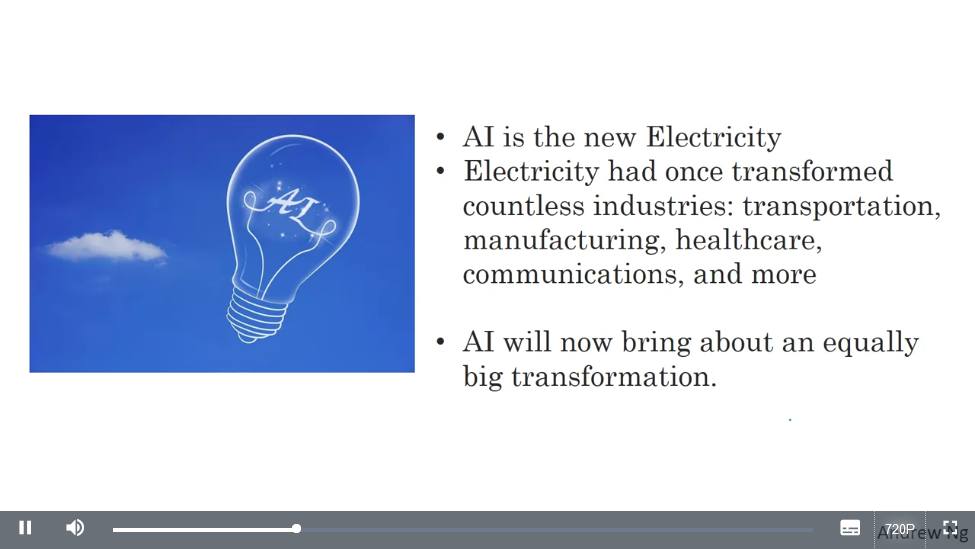 AI
• AI is the new Electricity
• Electricity had once transformed
countless industries: transportation,
manufacturing, healthcare,
communications, and more
• AI will now bring about an equally
big transformation.
720P
Andrew Ng